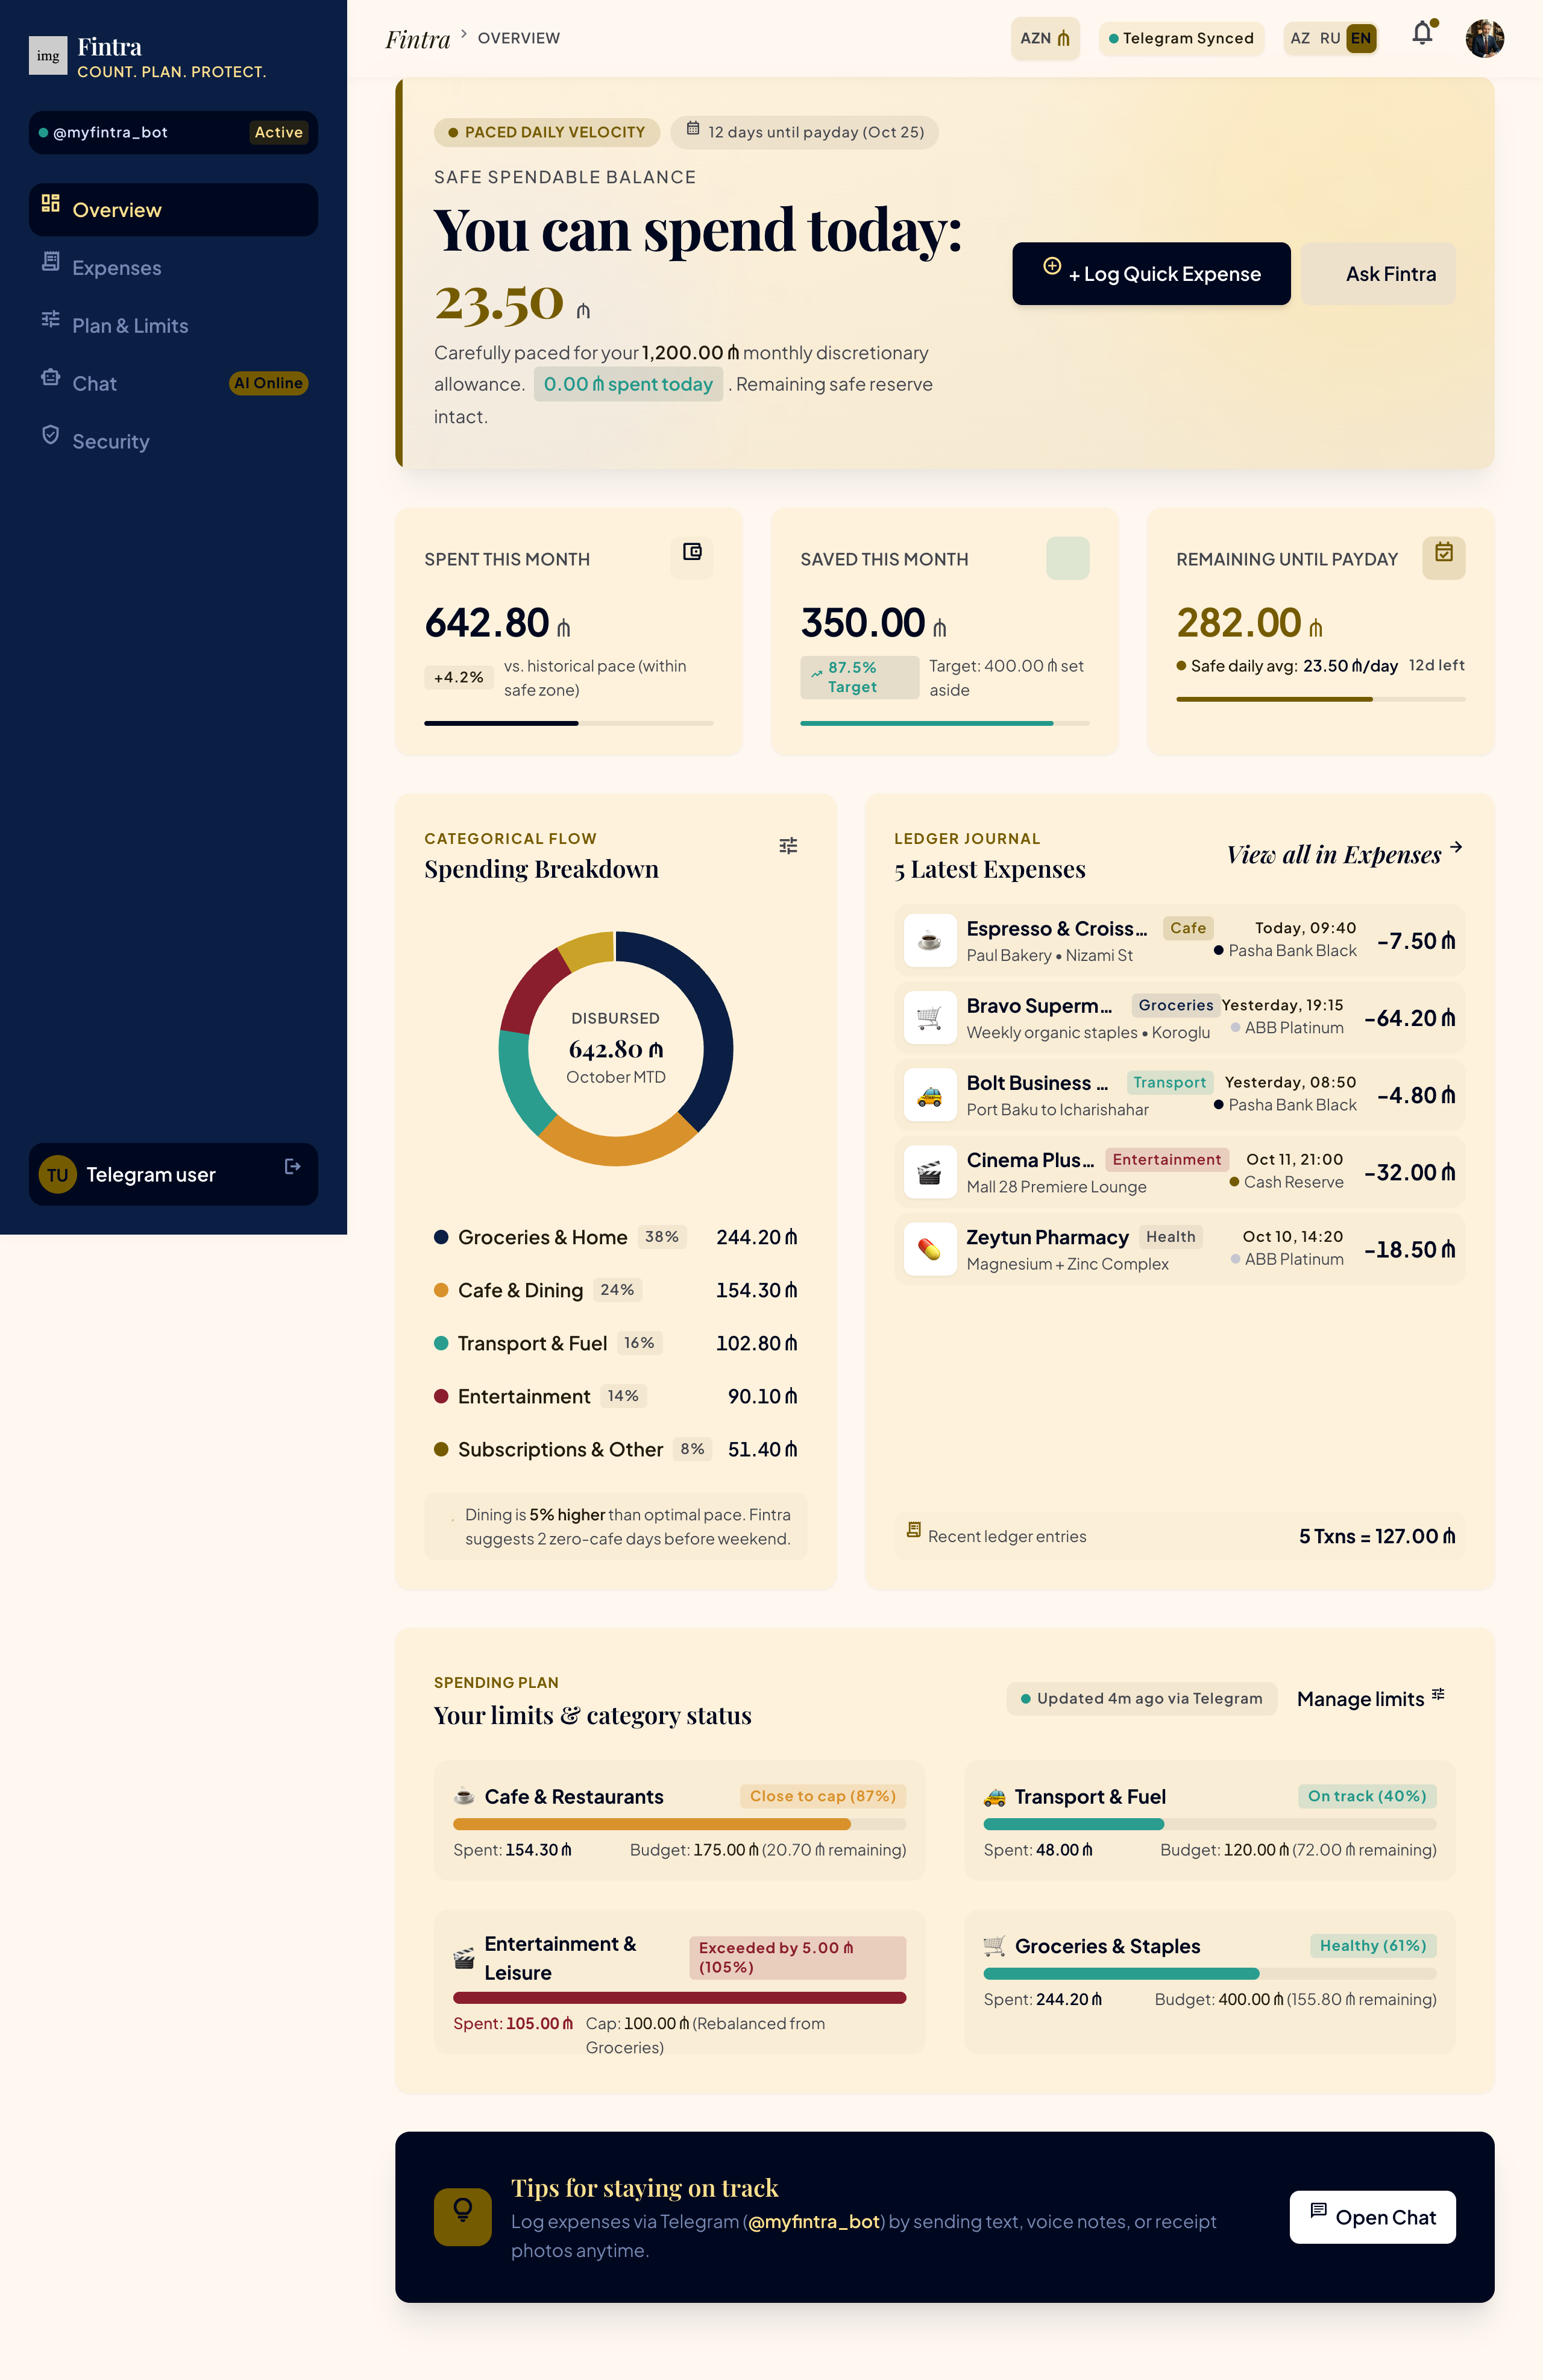 img
Fintra
COUNT. PLAN. PROTECT.
@myfintra_bot
Active
Overview
Expenses
Plan & Limits
Chat
AI Online
Security
TU
Telegram user
Fintra
OVERVIEW
AZN ₼
Telegram Synced
AZ RU EN
PACED DAILY VELOCITY
12 days until payday (Oct 25)
SAFE SPENDABLE BALANCE
You can spend today:
23.50 ₼
Carefully paced for your 1,200.00 ₼ monthly discretionary
allowance. 0.00 ₼ spent today . Remaining safe reserve
intact.
+ Log Quick Expense
Ask Fintra
SPENT THIS MONTH
642.80 ₼
+4.2%
vs. historical pace (within
safe zone)
SAVED THIS MONTH
350.00 ₼
87.5%
Target
Target: 400.00 ₼ set
aside
REMAINING UNTIL PAYDAY
282.00 ₼
Safe daily avg: 23.50 ₼/day
12d left
CATEGORICAL FLOW
Spending Breakdown
DISBURSED
642.80 ₼
October MTD
Groceries & Home 38% 244.20 ₼
Cafe & Dining 24% 154.30 ₼
Transport & Fuel 16% 102.80 ₼
Entertainment 14% 90.10 ₼
Subscriptions & Other 8% 51.40 ₼
Dining is 5% higher than optimal pace. Fintra
suggests 2 zero-cafe days before weekend.
LEDGER JOURNAL
5 Latest Expenses
View all in Expenses
Espresso & Croiss... Cafe Today, 09:40
Paul Bakery • Nizami St Pasha Bank Black
-7.50 ₼
Bravo Superm... Groceries Yesterday, 19:15
Weekly organic staples • Koroglu ABB Platinum
-64.20 ₼
Bolt Business ... Transport Yesterday, 08:50
Port Baku to Icharishahar Pasha Bank Black
-4.80 ₼
Cinema Plus... Entertainment Oct 11, 21:00
Mall 28 Premiere Lounge Cash Reserve
-32.00 ₼
Zeytun Pharmacy Health Oct 10, 14:20
Magnesium + Zinc Complex ABB Platinum
-18.50 ₼
Recent ledger entries
5 Txns = 127.00 ₼
SPENDING PLAN
Your limits & category status
Updated 4m ago via Telegram
Manage limits
Cafe & Restaurants
Close to cap (87%)
Spent: 154.30 ₼
Budget: 175.00 ₼ (20.70 ₼ remaining)
Transport & Fuel
On track (40%)
Spent: 48.00 ₼
Budget: 120.00 ₼ (72.00 ₼ remaining)
Entertainment &
Leisure
Exceeded by 5.00 ₼
(105%)
Spent: 105.00 ₼
Cap: 100.00 ₼ (Rebalanced from
Groceries)
Groceries & Staples
Healthy (61%)
Spent: 244.20 ₼
Budget: 400.00 ₼ (155.80 ₼ remaining)
Tips for staying on track
Log expenses via Telegram (@myfintra_bot) by sending text, voice notes, or receipt
photos anytime.
Open Chat